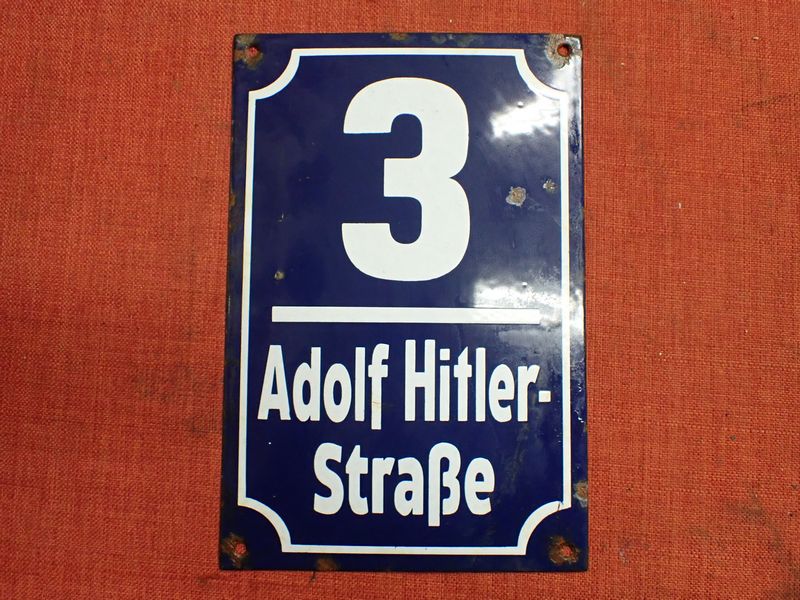 3
Adolf Hitler-
Straße